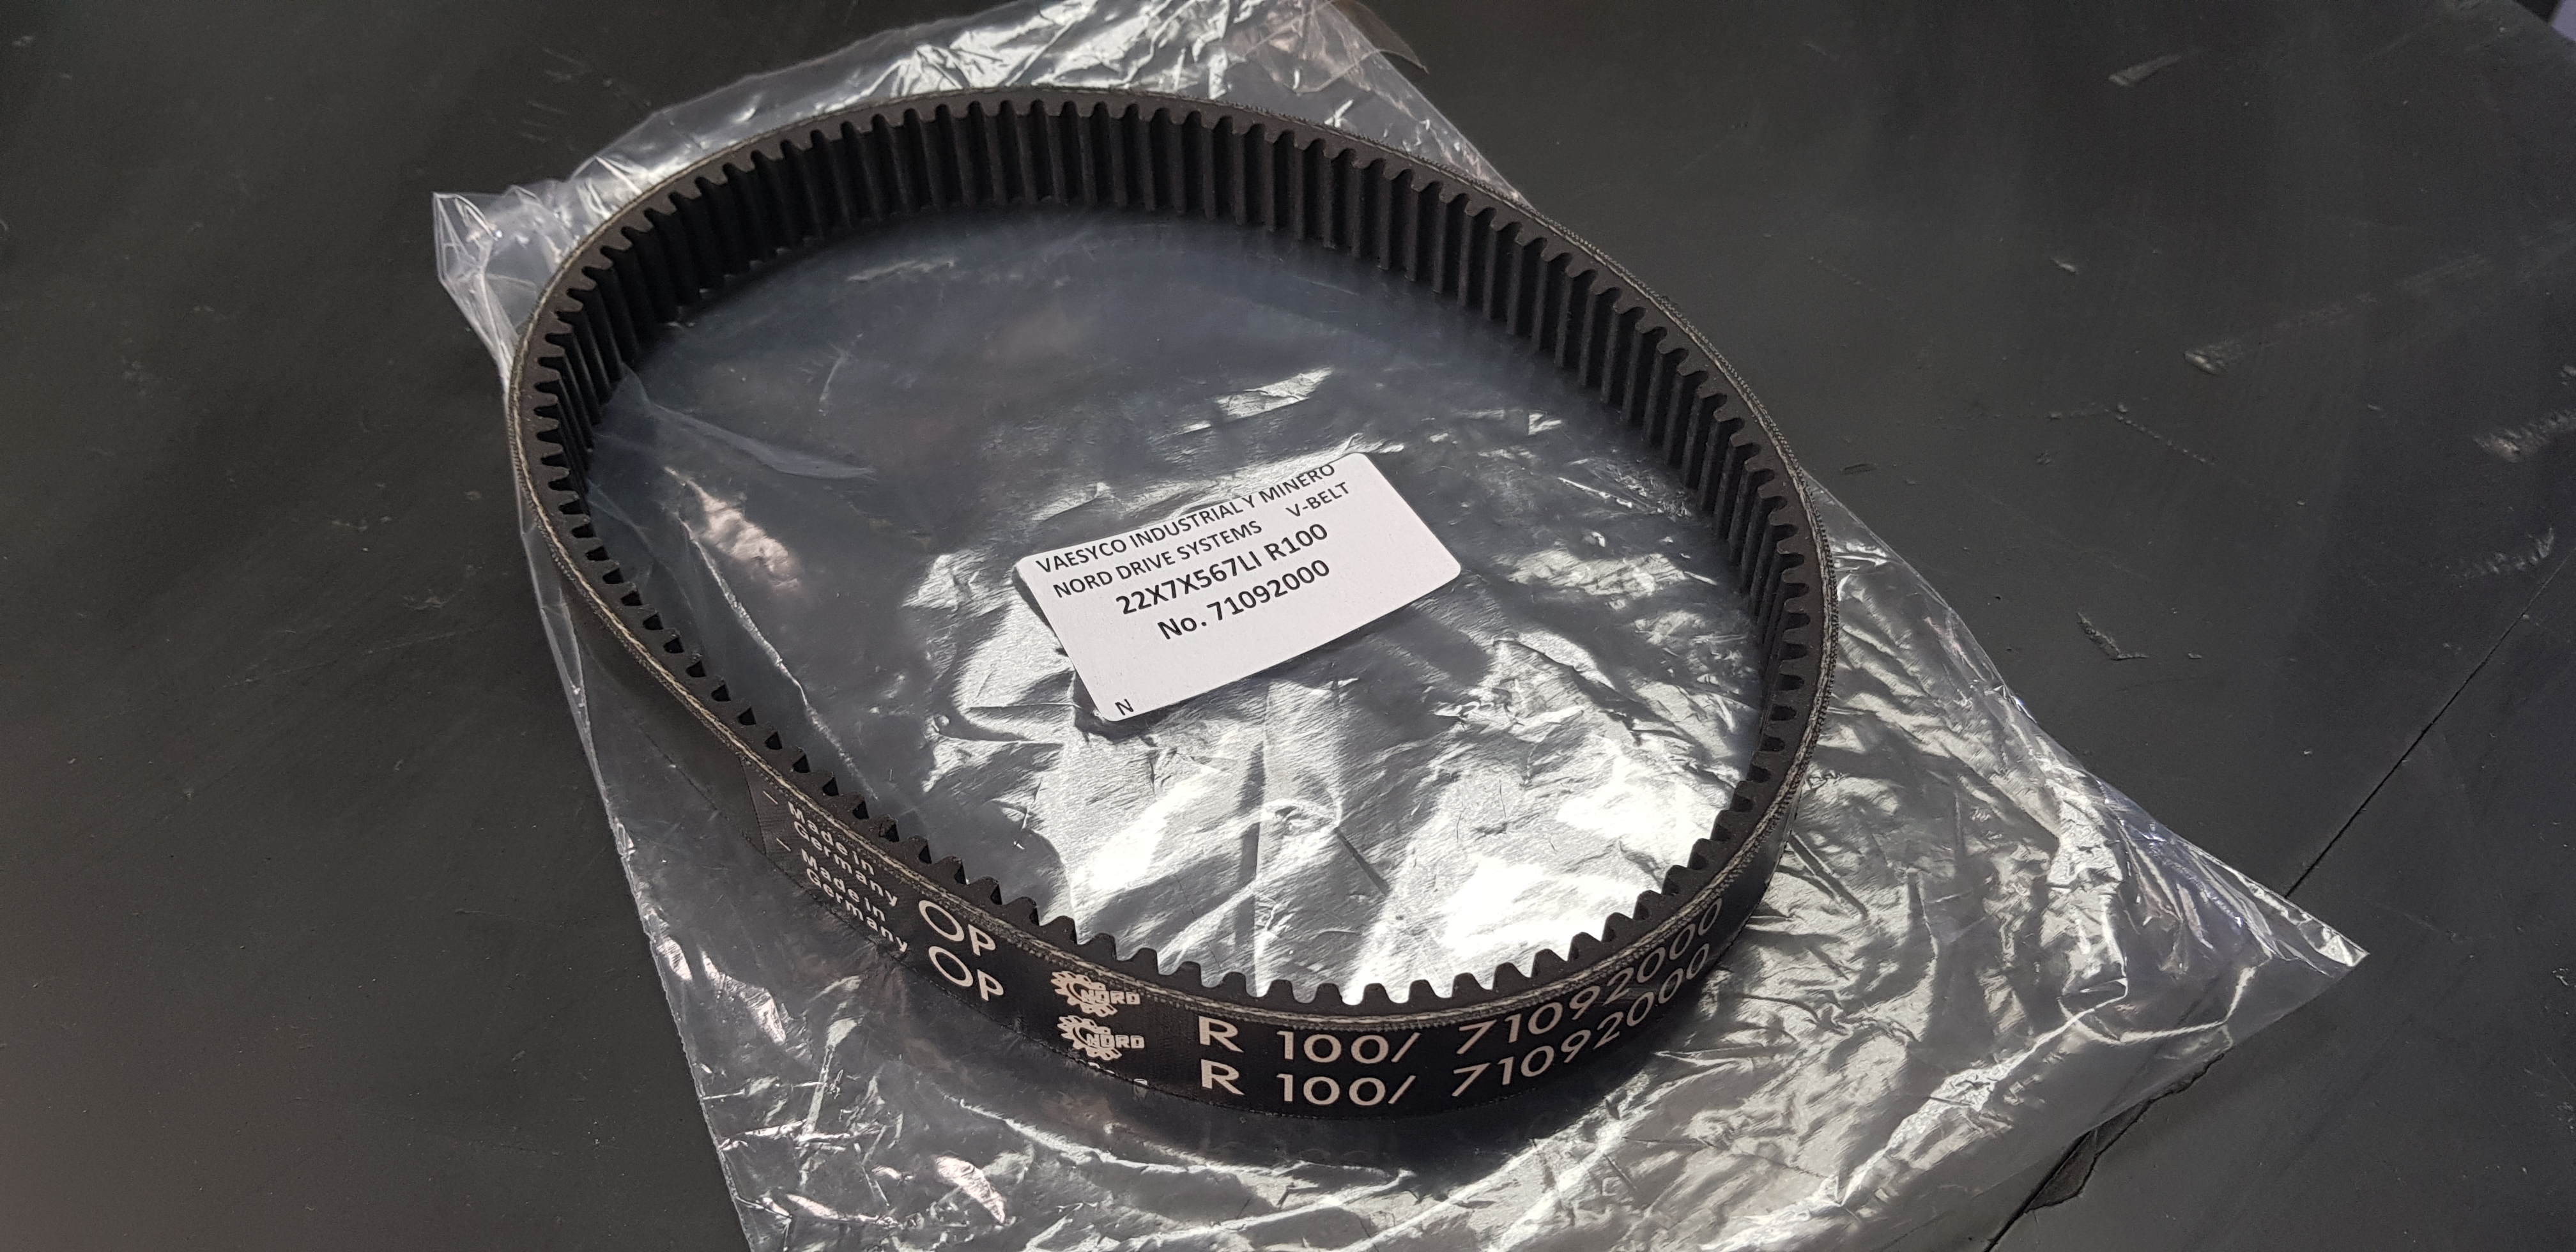 VAESYCO INDUSTRIAL Y MINERO
NORD DRIVE SYSTEMS V-BELT
22X7X567LI R100
No. 71092000
N
Made in
Germany
Made in
Germany
OP
OP
NORD
NORD
R 100/ 71092000
R 100/ 71092000